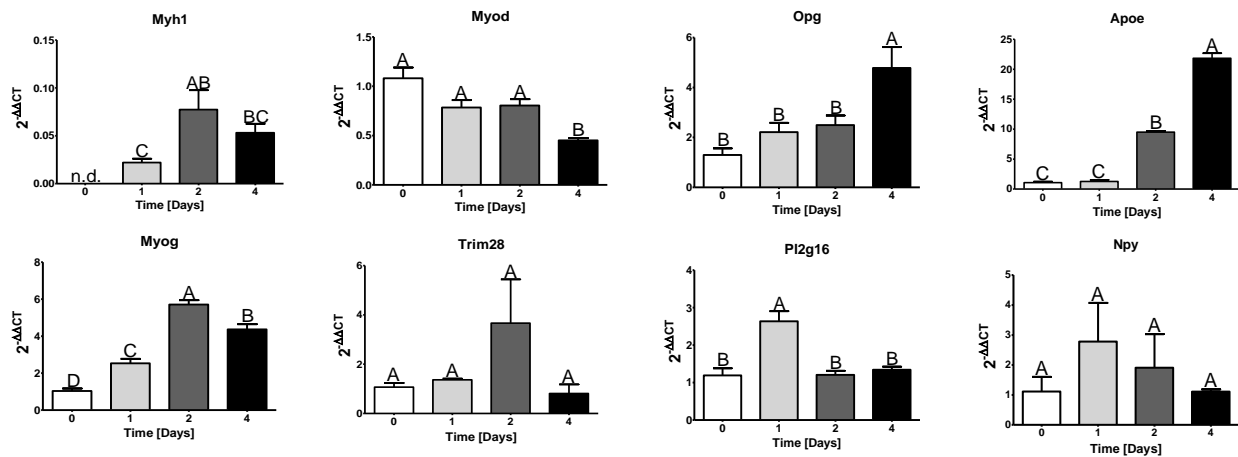 Myh1
2-ΔΔCT
0.15
0.10
0.05
0.00
n.d.
C
AB
BC
0
1
2
4
Time [Days]
Myod
2-ΔΔCT
1.5
1.0
0.5
0.0
A
A
A
B
0
1
2
4
Time [Days]
Opg
2-ΔΔCT
6
4
2
0
B
B
B
A
0
1
2
4
Time [Days]
Apoe
2-ΔΔCT
25
20
15
10
5
0
C
C
B
A
0
1
2
4
Time [Days]
Myog
2-ΔΔCT
8
6
4
2
0
D
C
A
B
0
1
2
4
Time [Days]
Trim28
2-ΔΔCT
6
4
2
0
A
A
A
A
0
1
2
4
Time [Days]
Pl2g16
2-ΔΔCT
4
3
2
1
0
B
A
B
B
0
1
2
4
Time [Days]
Npy
2-ΔΔCT
5
4
3
2
1
0
A
A
A
A
0
1
2
4
Time [Days]